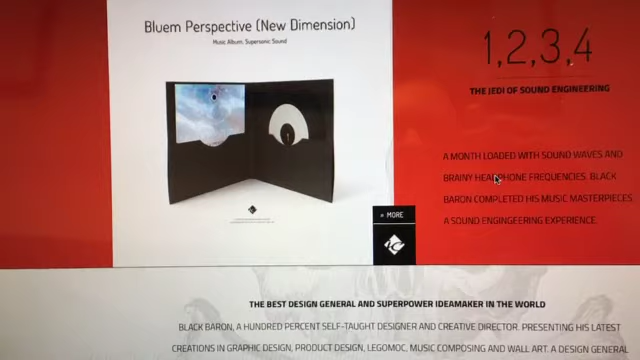 Bluem Perspective (New Dimension)
Music Album: Supersonic Sound
1,2,3,4
THE JEDI OF SOUND ENGINEERING
A MONTH LOADED WITH SOUND WAVES AND
BRAINY HEADPHONE FREQUENCIES. BLACK
BARON COMPLETED HIS MUSIC MASTERPIECES
A SOUND ENGINGEERING EXPERIENCE.
+ MORE
THE BEST DESIGN GENERAL AND SUPERPOWER IDEAMAKER IN THE WORLD
BLACK BARON, A HUNDRED PERCENT SELF-TAUGHT DESIGNER AND CREATIVE DIRECTOR. PRESENTING HIS LATEST
CREATIONS IN GRAPHIC DESIGN, PRODUCT DESIGN, LEGOMOC, MUSIC COMPOSING AND WALL ART. A DESIGN GENERAL